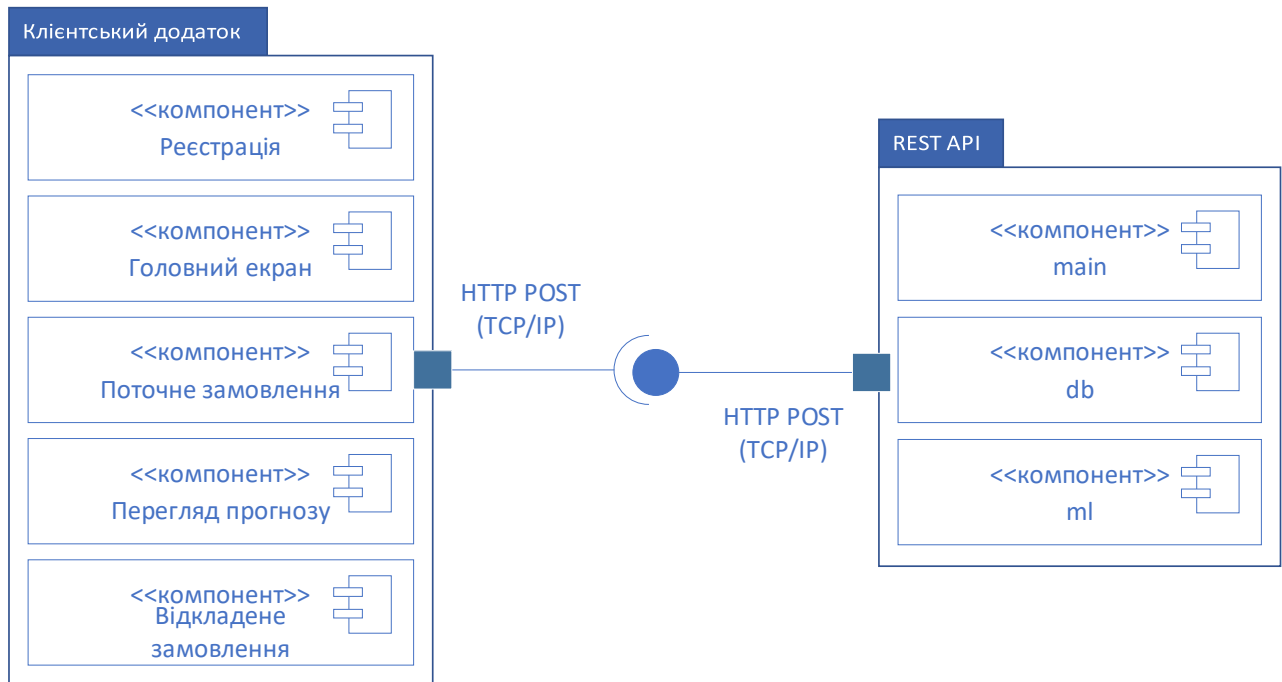 Клієнтський додаток
<<компонент>>
Реєстрація
<<компонент>>
Головний екран
<<компонент>>
Поточне замовлення
<<компонент>>
Перегляд прогнозу
<<компонент>>
Відкладене
замовлення
HTTP POST
(TCP/IP)
HTTP POST
(TCP/IP)
REST API
<<компонент>>
main
<<компонент>>
db
<<компонент>>
ml